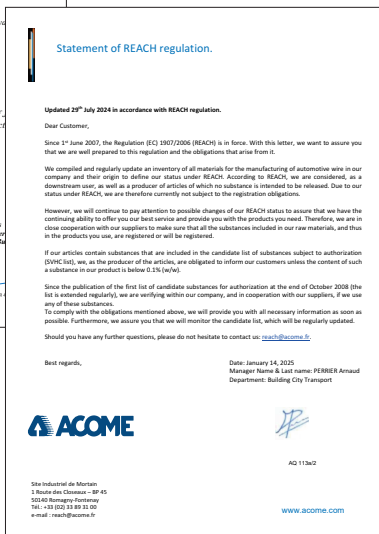 Statement of REACH regulation.
Updated 29th July 2024 in accordance with REACH regulation.
Dear Customer,
Since 1st June 2007, the Regulation (EC) 1907/2006 (REACH) is in force. With this letter, we want to assure you
that we are well prepared to this regulation and the obligations that arise from it.
We compiled and regularly update an inventory of all materials for the manufacturing of automotive wire in our
company and their origin to define our status under REACH. According to REACH, we are considered, as a
downstream user, as well as a producer of articles of which no substance is intended to be released. Due to our
status under REACH, we are therefore currently not subject to the registration obligations.
However, we will continue to pay attention to possible changes of our REACH status to assure that we have the
continuing ability to offer you our best service and provide you with the products you need. Therefore, we are in
close cooperation with our suppliers to make sure that all the substances included in our raw materials, and thus
in the products you use, are registered or will be registered.
If our articles contain substances that are included in the candidate list of substances subject to authorization
(SVHC list), we, as the producer of the articles, are obligated to inform our customers unless the content of such
a substance in our product is below 0.1% (w/w).
Since the publication of the first list of candidate substances for authorization at the end of October 2008 (the
list is extended regularly), we are verifying within our company, and in cooperation with our suppliers, if we use
any of these substances.
To comply with the obligations mentioned above, we will provide you with all necessary information as soon as
possible. Furthermore, we assure you that we will monitor the candidate list, which will be regularly updated.
Should you have any further questions, please do not hesitate to contact us: reach@acome.fr.
Best regards,
Date: January 14, 2025
Manager Name & Last name: PERRIER Arnaud
Department: Building City Transport
ACOME
AQ 113a/2
Site Industriel de Mortain
1 Route des Closeaux – BP 45
50140 Romagny-Fontenay
Tél.: +33 (02) 33 89 31 00
e-mail : reach@acome.fr
www.acome.com